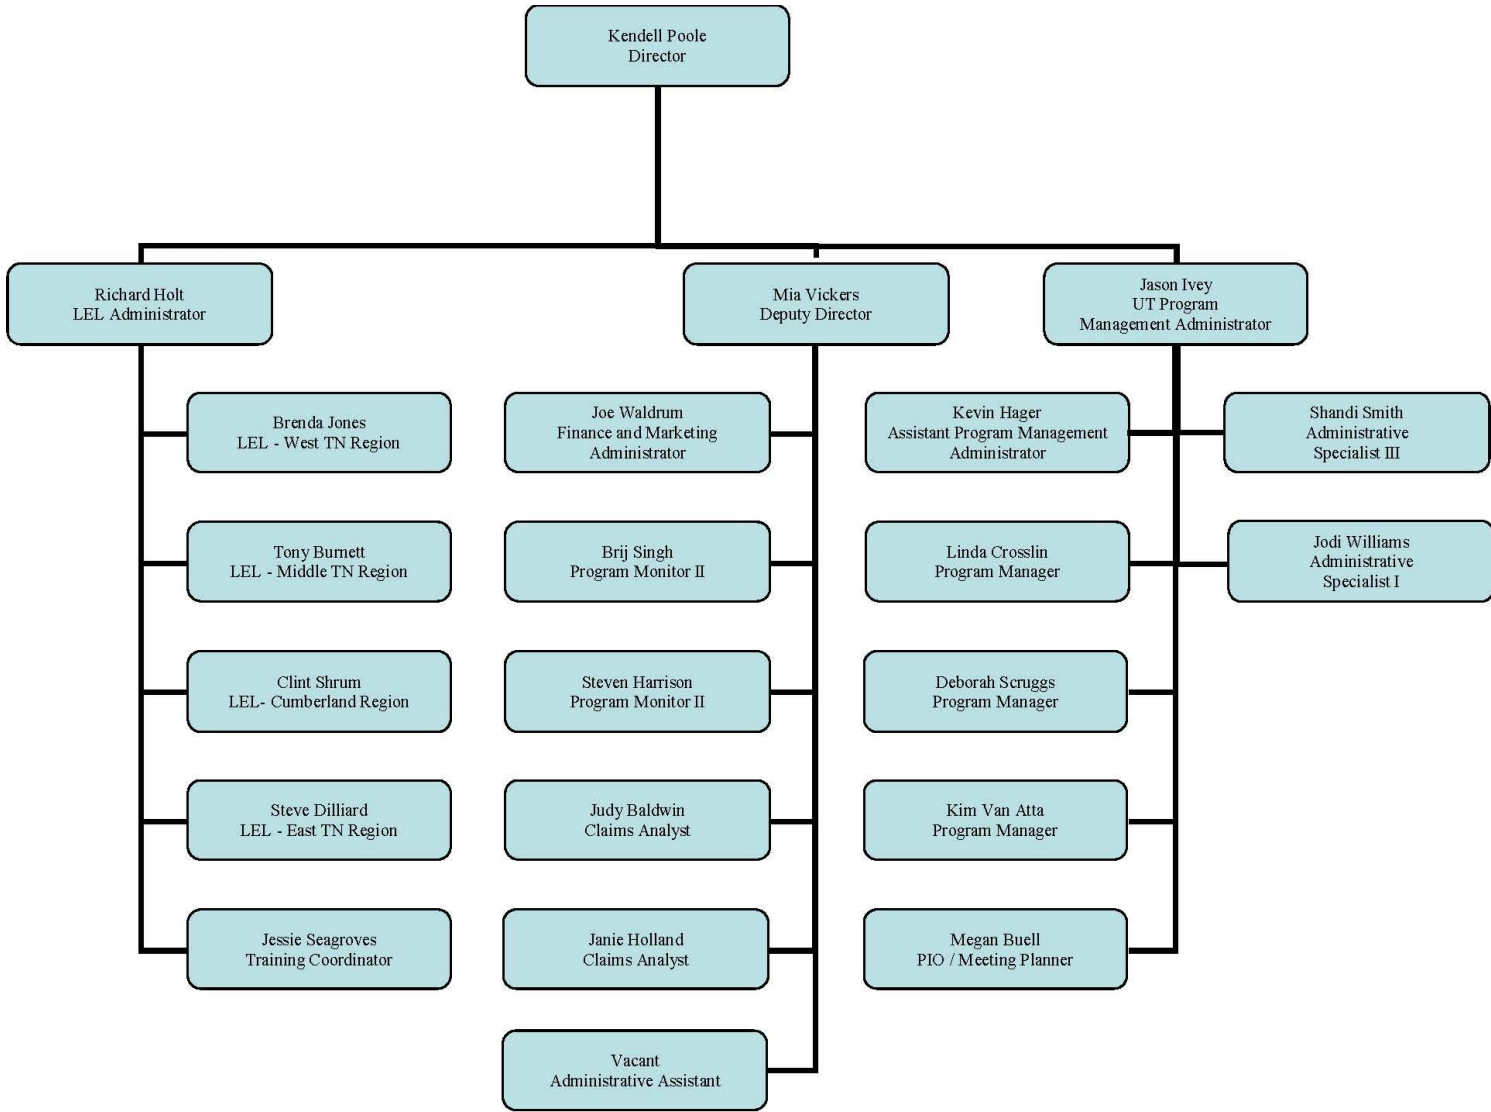 Kendell Poole
Director
Richard Holt
LEL Administrator
Mia Vickers
Deputy Director
Jason Ivey
UT Program
Management Administrator
Brenda Jones
LEL - West TN Region
Joe Waldrum
Finance and Marketing
Administrator
Kevin Hager
Assistant Program Management
Administrator
Shandi Smith
Administrative
Specialist III
Tony Burnett
LEL - Middle TN Region
Brij Singh
Program Monitor II
Linda Crosslin
Program Manager
Jodi Williams
Administrative
Specialist I
Clint Shrum
LEL- Cumberland Region
Steven Harrison
Program Monitor II
Deborah Scruggs
Program Manager
Steve Dilliard
LEL - East TN Region
Judy Baldwin
Claims Analyst
Kim Van Atta
Program Manager
Jessie Seagroves
Training Coordinator
Janie Holland
Claims Analyst
Megan Buell
PIO / Meeting Planner
Vacant
Administrative Assistant